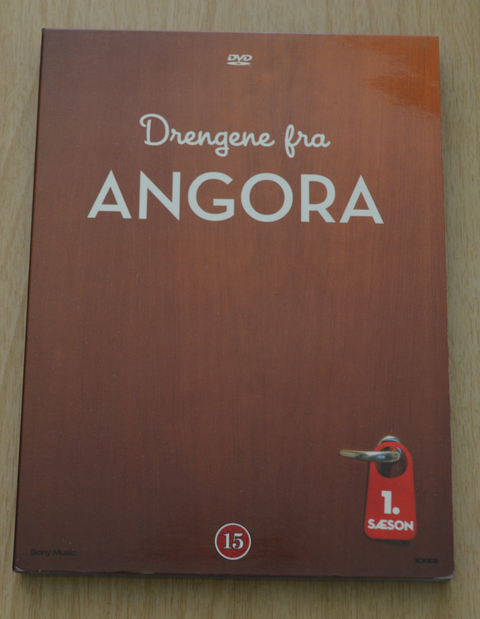 DVD
Drengene fra
ANGORA
1.
SÆSON
15
Sony Music